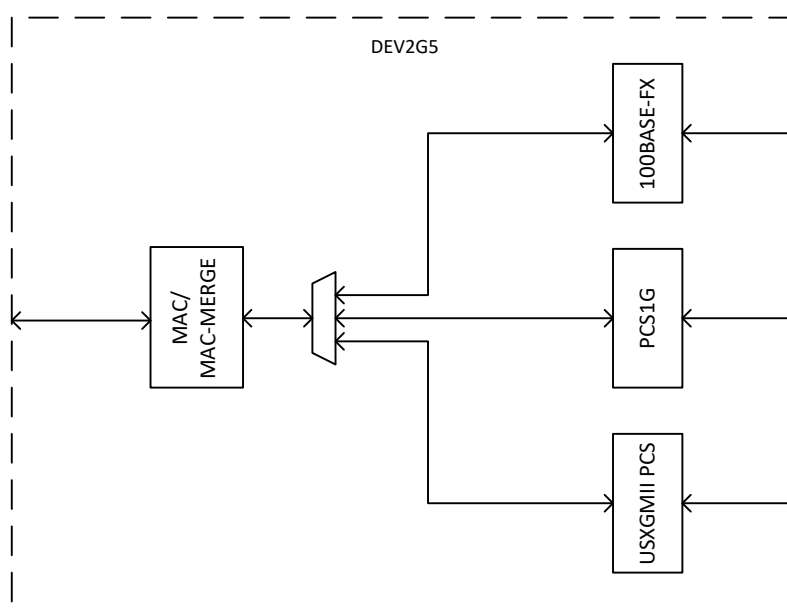 DEV2G5
100BASE-FX
MAC/
MAC-MERGE
PCS1G
USXGMII PCS